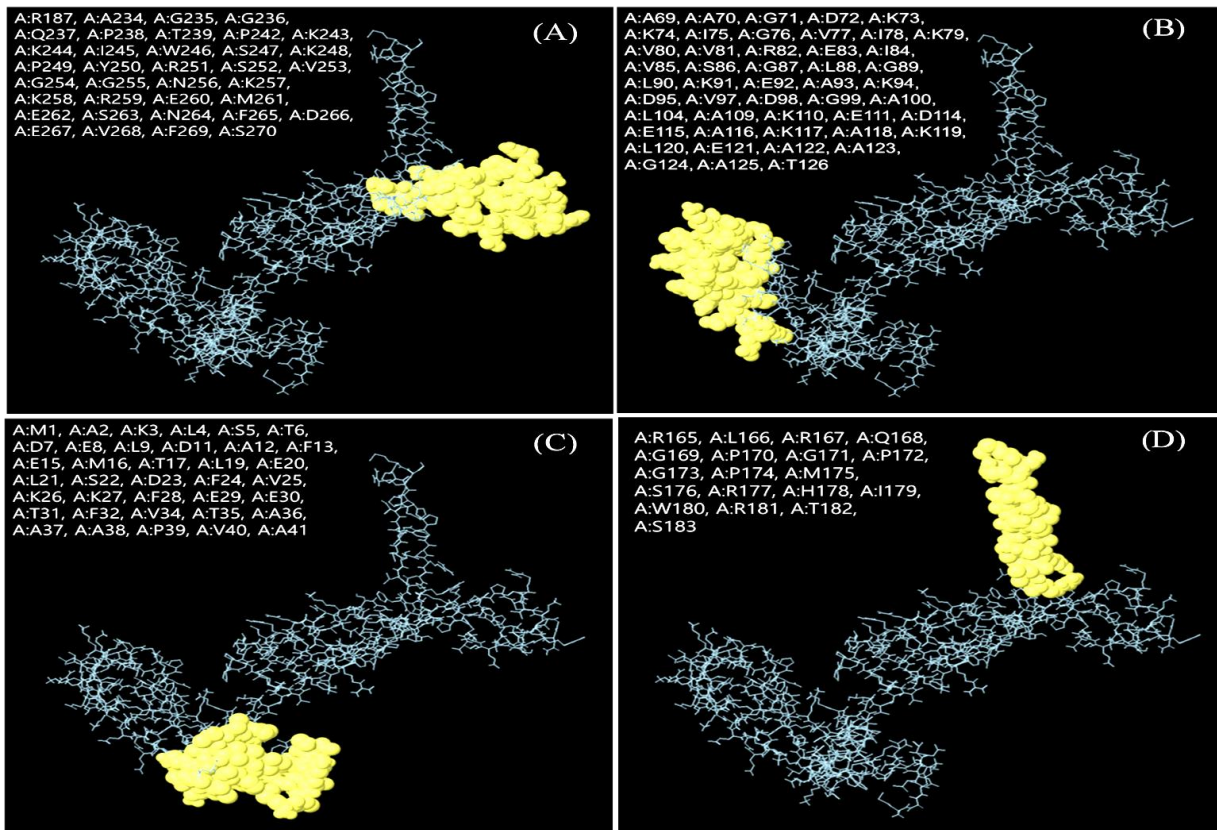 A:R187, A:A234, A:G235, A:G236,
A:Q237, A:P238, A:T239, A:P242, A:K243,
A:K244, A:I245, A:W246, A:S247, A:K248,
A:P249, A:Y250, A:R251, A:S252, A:V253,
A:G254, A:G255, A:N256, A:K257,
A:K258, A:R259, A:E260, A:M261,
A:E262, A:S263, A:N264, A:F265, A:D266,
A:E267, A:V268, A:F269, A:S270
(A)
A:A69, A:A70, A:G71, A:D72, A:K73,
A:K74, A:I75, A:G76, A:V77, A:I78, A:K79,
A:V80, A:V81, A:R82, A:E83, A:I84,
A:V85, A:S86, A:G87, A:L88, A:G89,
A:L90, A:K91, A:E92, A:A93, A:K94,
A:D95, A:V97, A:D98, A:G99, A:A100,
A:L104, A:A109, A:K110, A:E111, A:D114,
A:E115, A:A116, A:K117, A:A118, A:K119,
A:L120, A:E121, A:A122, A:A123,
A:G124, A:A125, A:T126
(B)
A:M1, A:A2, A:K3, A:L4, A:S5, A:T6,
A:D7, A:E8, A:L9, A:D11, A:A12, A:F13,
A:E15, A:M16, A:T17, A:L19, A:E20,
A:L21, A:S22, A:D23, A:F24, A:V25,
A:K26, A:K27, A:F28, A:E29, A:E30,
A:T31, A:F32, A:V34, A:T35, A:A36,
A:A37, A:A38, A:P39, A:V40, A:A41
(C)
A:R165, A:L166, A:R167, A:Q168,
A:G169, A:P170, A:G171, A:P172,
A:G173, A:P174, A:M175,
A:S176, A:R177, A:H178, A:I179,
A:W180, A:R181, A:T182,
A:S183
(D)